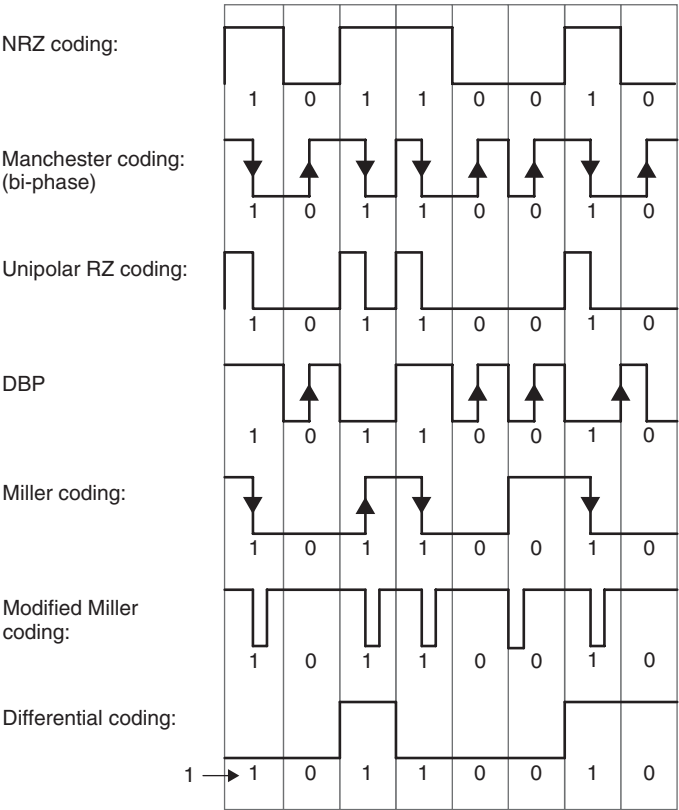 NRZ coding:
1 0 1 1 0 0 1 0
Manchester coding:
(bi-phase)
1 0 1 1 0 0 1 0
Unipolar RZ coding:
1 0 1 1 0 0 1 0
DBP
1 0 1 1 0 0 1 0
Miller coding:
1 0 1 1 0 0 1 0
Modified Miller
coding:
1 0 1 1 0 0 1 0
Differential coding:
1 1 0 1 1 0 0 1 0